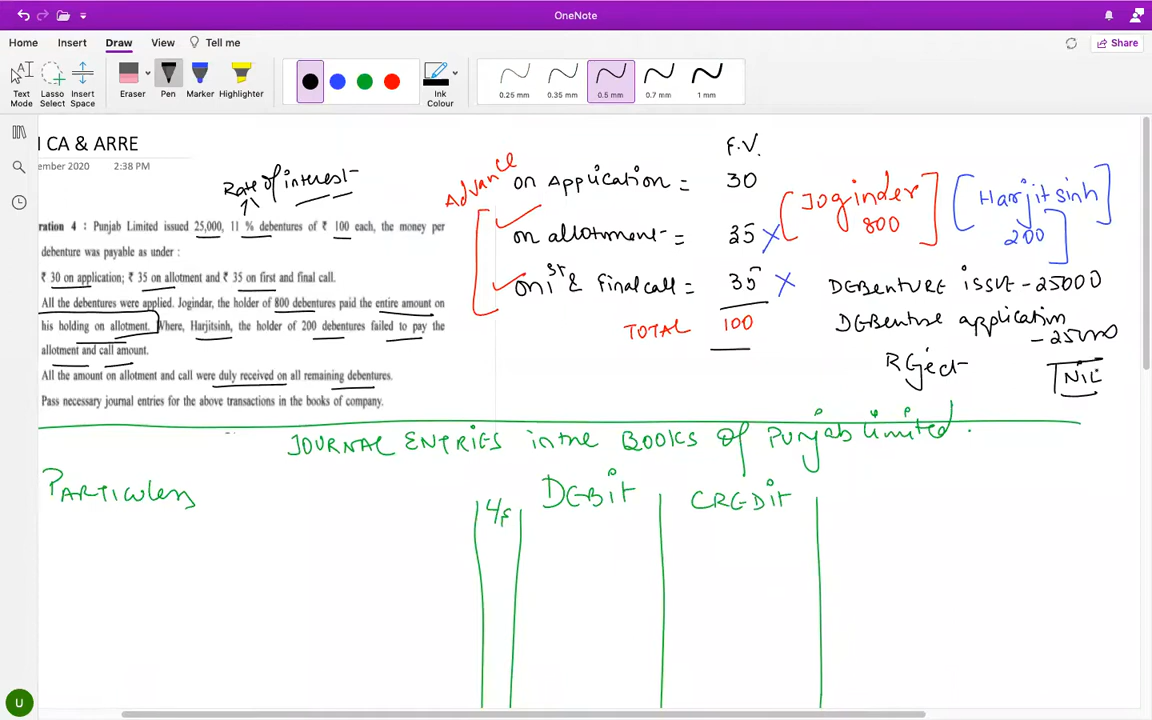 OneNote
Home Insert Draw View Tell me
Share
Text Mode
Lasso Select
Insert Space
Eraser
Pen
Marker
Highlighter
Ink Colour
0.25 mm 0.35 mm 0.5 mm 0.7 mm 1 mm
CA & ARRE
ember 2020 2:38 PM
Rate of interest
ration 4 : Punjab Limited issued 25,000, 11 % debentures of ₹ 100 each, the money per
debenture was payable as under :
₹ 30 on application; ₹ 35 on allotment and ₹ 35 on first and final call.
All the debentures were applied. Jogindar, the holder of 800 debentures paid the entire amount on
his holding on allotment. Where, Harjitsinh, the holder of 200 debentures failed to pay the
allotment and call amount.
All the amount on allotment and call were duly received on all remaining debentures.
Pass necessary journal entries for the above transactions in the books of company.
Advance
F.V.
on Application = 30
on allotment = 35 X
on 1st & Final call = 35 X
TOTAL 100
[Joginder 800]
[Harjit sinh 200]
DEBENTURE issue - 25000
DEBenture application - 25000
Reject NIL
JOURNAL ENTRIES in the BOOKS of Punjab limited.
PARTICULERS
DEBIT CREDIT
U